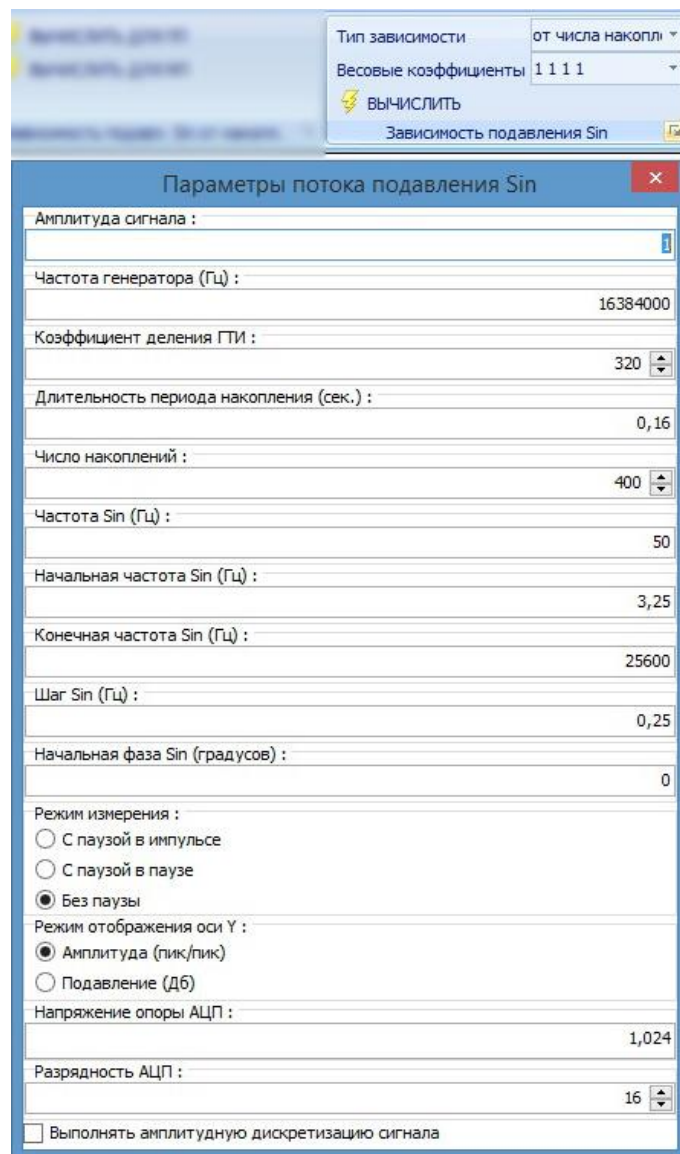 Тип зависимости от числа накопл
Весовые коэффициенты 1 1 1 1
ВЫЧИСЛИТЬ
Зависимость подавления Sin
Параметры потока подавления Sin
Амплитуда сигнала :
1
Частота генератора (Гц) :
16384000
Коэффициент деления ГТИ :
320
Длительность периода накопления (сек.) :
0,16
Число накоплений :
400
Частота Sin (Гц) :
50
Начальная частота Sin (Гц) :
3,25
Конечная частота Sin (Гц) :
25600
Шаг Sin (Гц) :
0,25
Начальная фаза Sin (градусов) :
0
Режим измерения :
С паузой в импульсе
С паузой в паузе
Без паузы
Режим отображения оси Y :
Амплитуда (пик/пик)
Подавление (Дб)
Напряжение опоры АЦП :
1,024
Разрядность АЦП :
16
Выполнять амплитудную дискретизацию сигнала